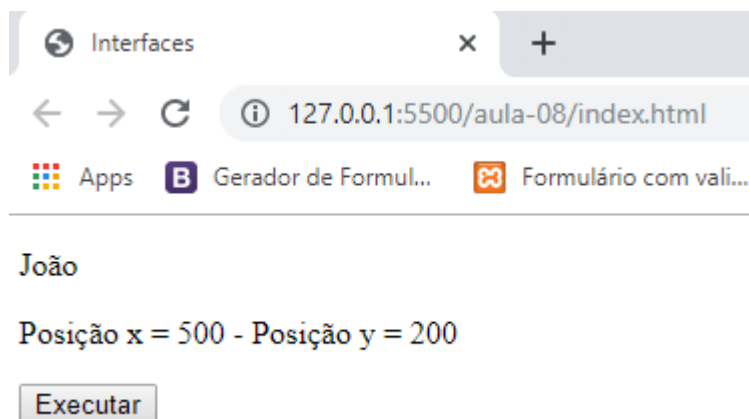 Interfaces
127.0.0.1:5500/aula-08/index.html
Apps B Gerador de Formul... Formulário com vali...
João
Posição x = 500 - Posição y = 200
Executar